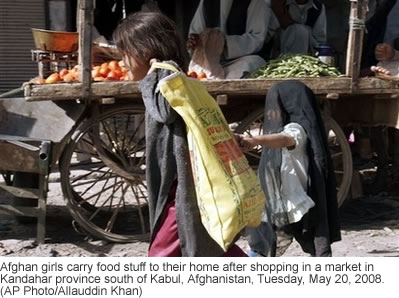 Afghan girls carry food stuff to their home after shopping in a market in
Kandahar province south of Kabul, Afghanistan, Tuesday, May 20, 2008.
(AP Photo/Allauddin Khan)